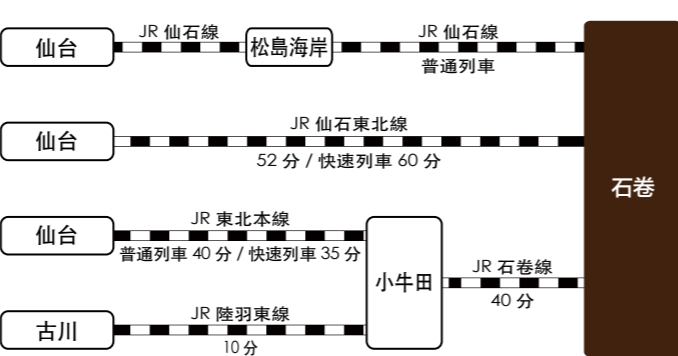 仙台
JR 仙石線
松島海岸
JR 仙石線
普通列車
仙台
JR 仙石東北線
52 分 / 快速列車 60 分
仙台
JR 東北本線
普通列車 40 分 / 快速列車 35 分
小牛田
JR 石巻線
40 分
古川
JR 陸羽東線
10 分
石巻